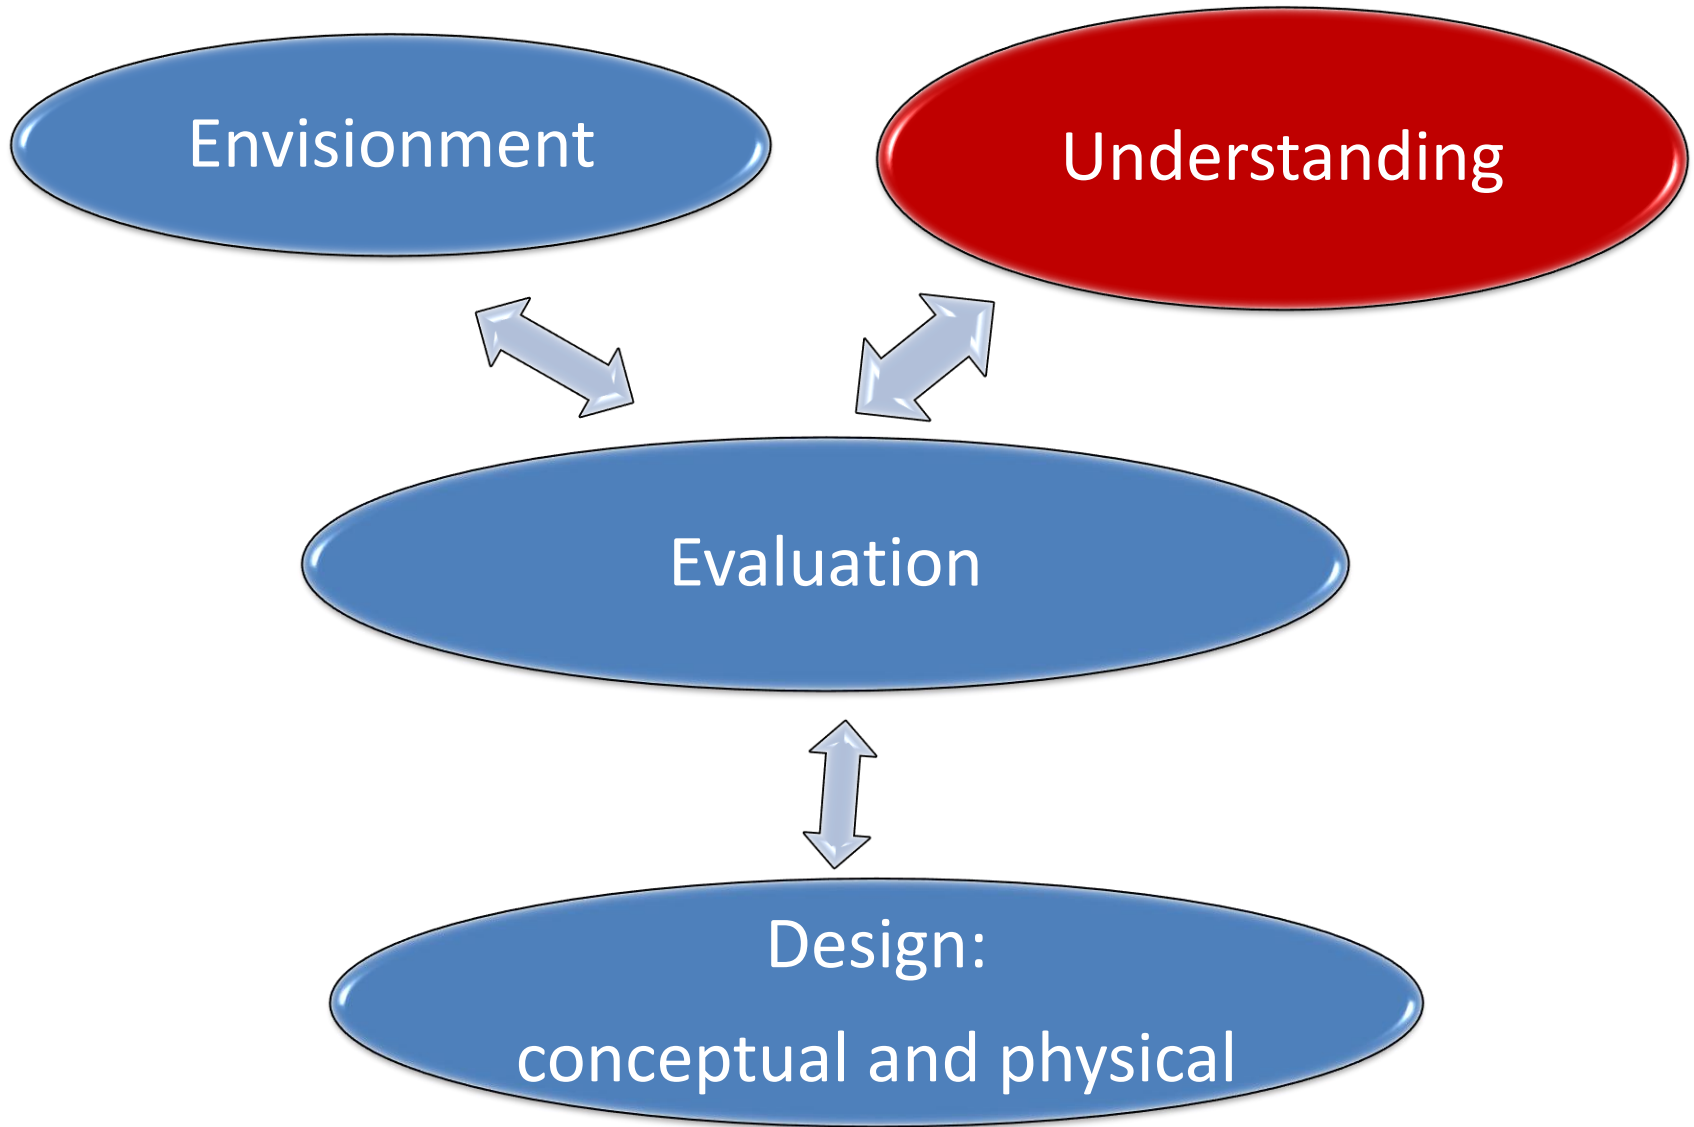 Envisionment
Understanding
Evaluation
Design:
conceptual and physical